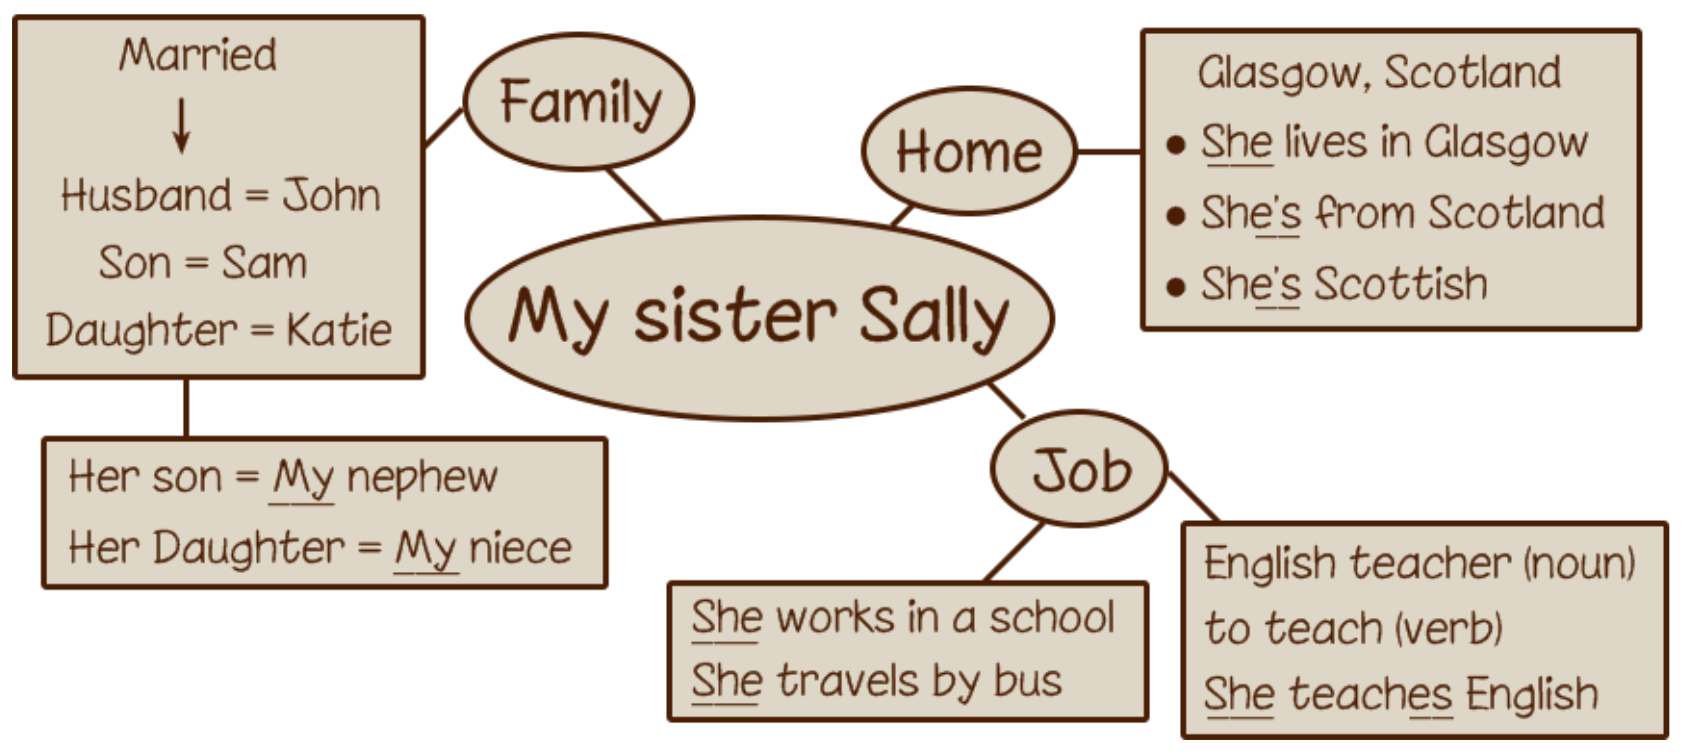 My sister Sally
Family
Married
Husband = John
Son = Sam
Daughter = Katie
Her son = My nephew
Her Daughter = My niece
Home
Glasgow, Scotland
• She lives in Glasgow
• She's from Scotland
• She's Scottish
Job
She works in a school
She travels by bus
English teacher (noun)
to teach (verb)
She teaches English